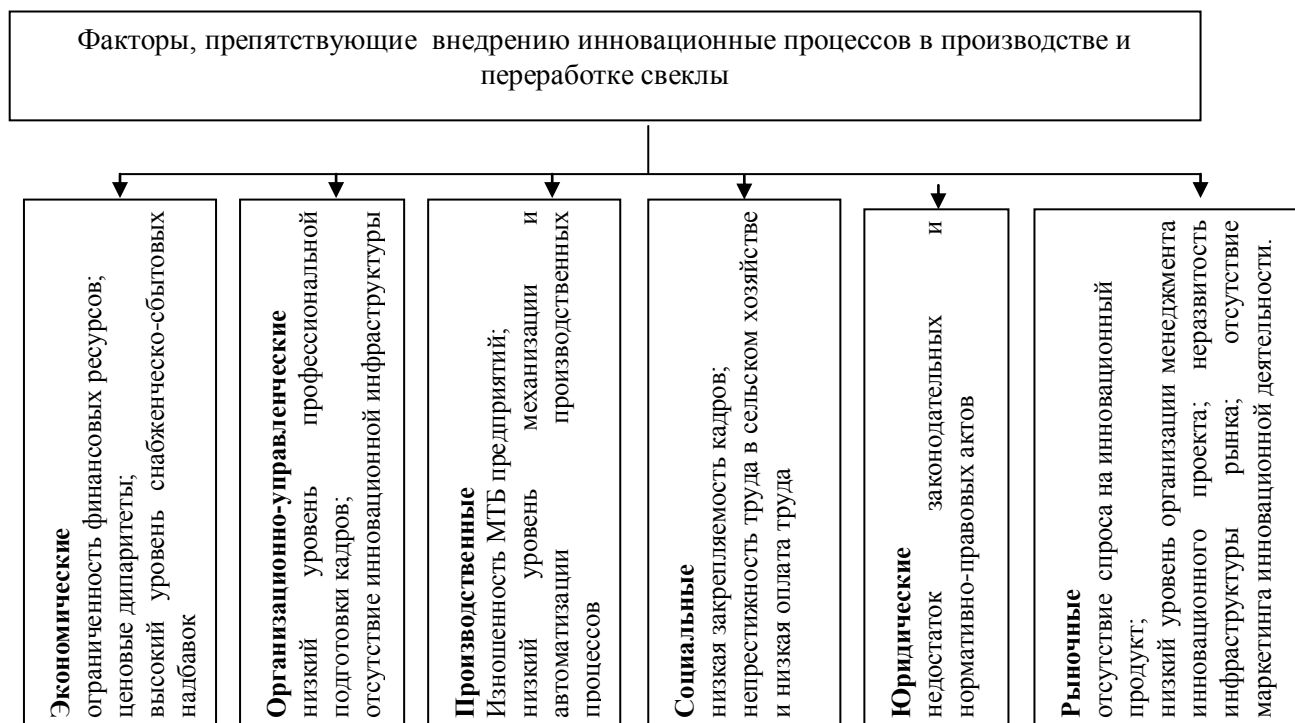 Факторы, препятствующие внедрению инновационные процессов в производстве и
переработке свеклы
Экономические
ограниченность финансовых ресурсов;
ценовые дипаритеты;
высокий уровень снабженческо-сбытовых
надбавок
Организационно-управленческие
низкий уровень профессиональной
подготовки кадров;
отсутствие инновационной инфраструктуры
Производственные
Изношенность МТБ предприятий;
низкий уровень механизации и
автоматизации производственных
процессов
Социальные
низкая закрепляемость кадров;
непрестижность труда в сельском хозяйстве
и низкая оплата труда
Юридичие
недостаток законодательных и
нормативно-правовых актов
Рыночные
отсутствие спроса на инновационный
продукт;
низкий уровень организации менеджмента
инновационного проекта; неразвитость
инфраструктуры рынка; отсутствие
маркетинга инновационной деятельности.